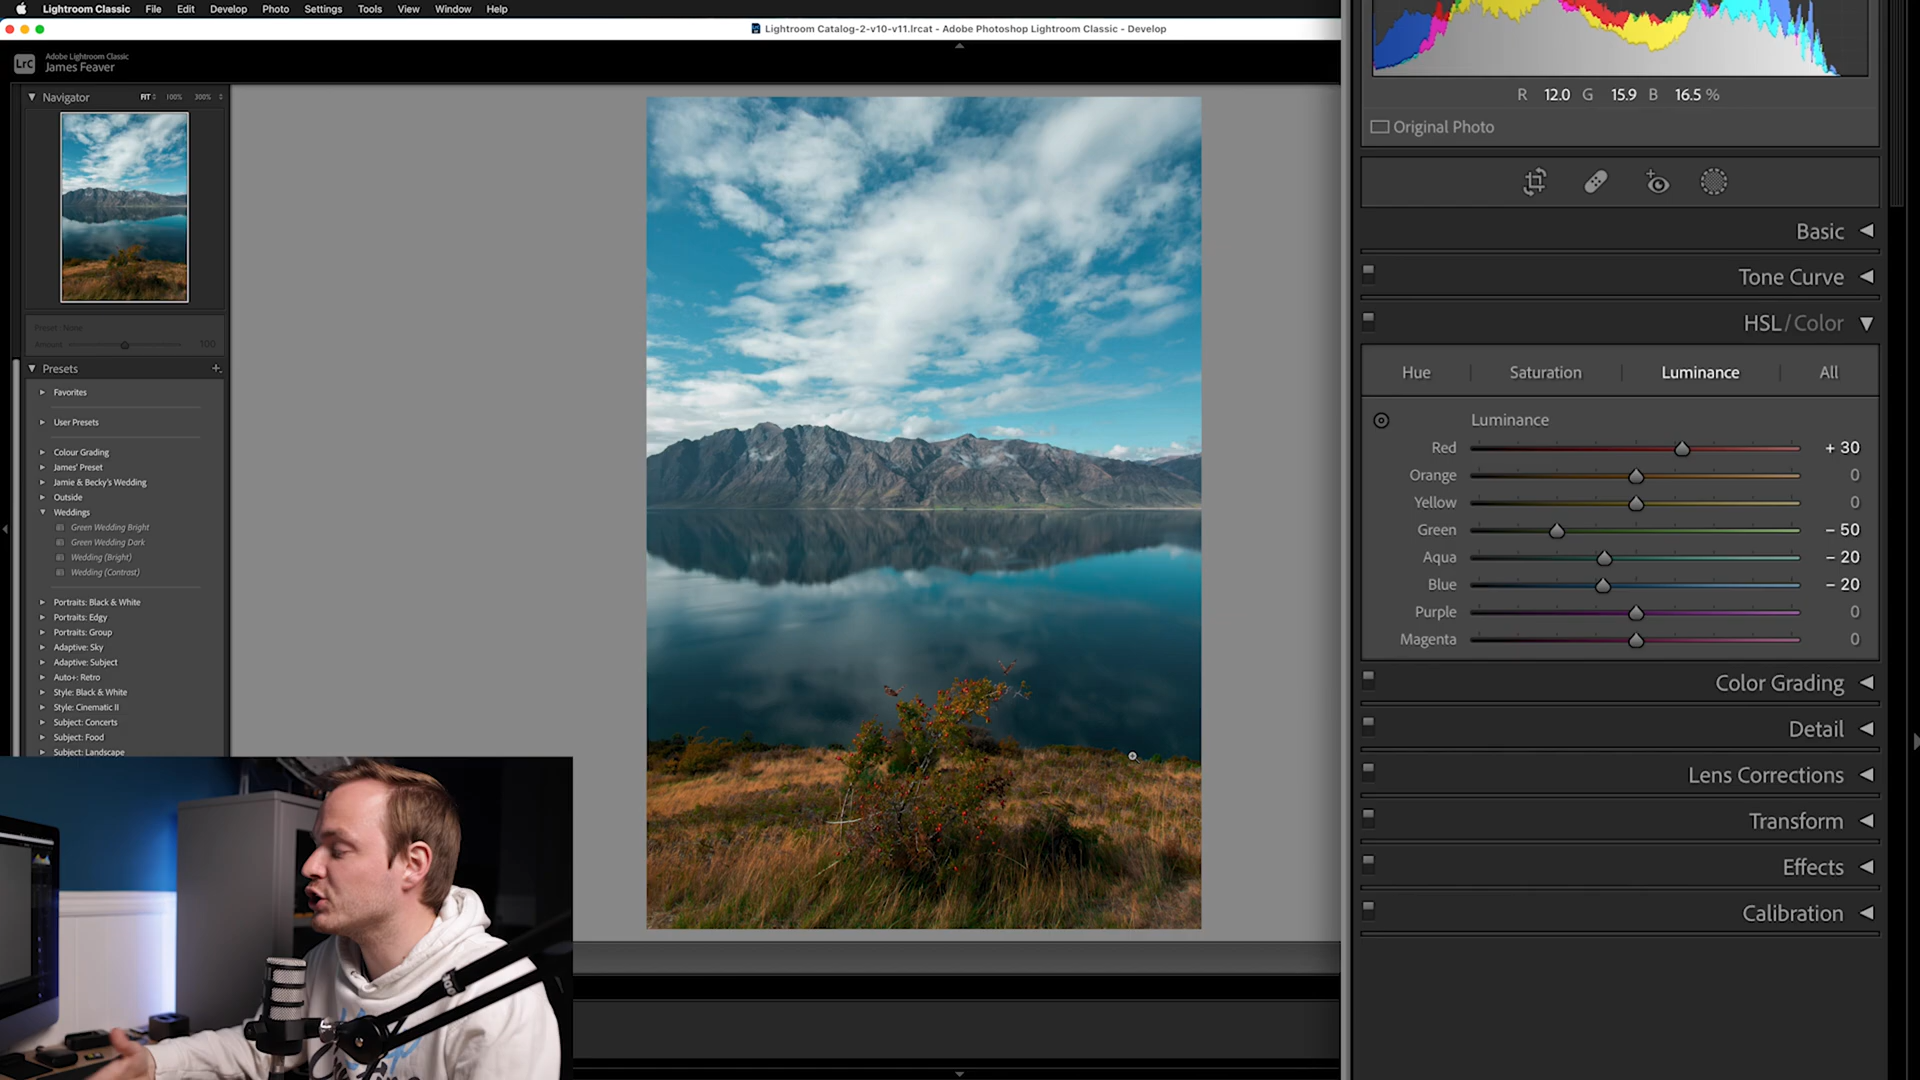 Lightroom Classic File Edit Develop Photo Settings Tools View Window Help
Lightroom Catalog-2-v10-v11.lrcat - Adobe Photoshop Lightroom Classic - Develop
LrC
Adobe Lightroom Classic
James Feaver
Navigator FIT 100% 300%
Preset: None
Amount 100
Presets +
Favorites
User Presets
Colour Grading
James' Preset
Jamie & Becky's Wedding
Outside
Weddings
Green Wedding Bright
Green Wedding Dark
Wedding (Bright)
Wedding (Contrast)
Portraits: Black & White
Portraits: Edgy
Portraits: Group
Adaptive: Sky
Adaptive: Subject
Auto+: Retro
Style: Black & White
Style: Cinematic II
Subject: Concerts
Subject: Food
Subject: Landscape
R 12.0 G 15.9 B 16.5 %
Original Photo
Basic
Tone Curve
HSL / Color
Hue Saturation Luminance All
Luminance
Red + 30
Orange 0
Yellow 0
Green - 50
Aqua - 20
Blue - 20
Purple 0
Magenta 0
Color Grading
Detail
Lens Corrections
Transform
Effects
Calibration